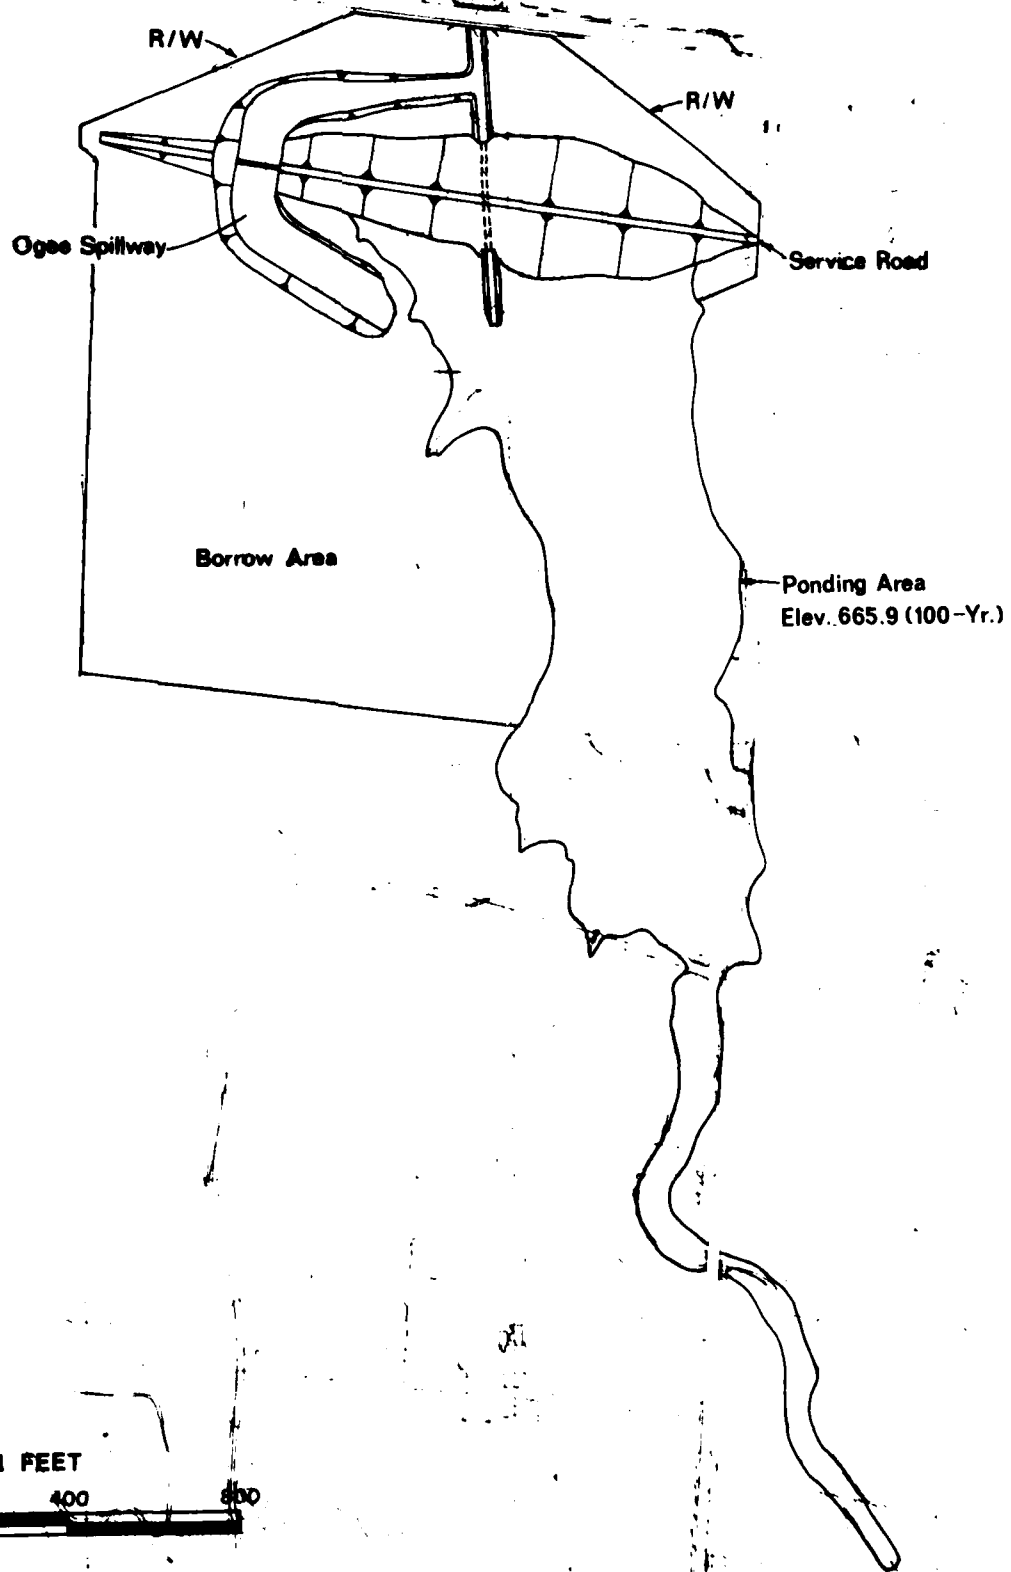 R/W
R/W
Ogee Spillway
Service Road
Borrow Area
Ponding Area
Elev. 665.9 (100-Yr.)
FEET
400 800